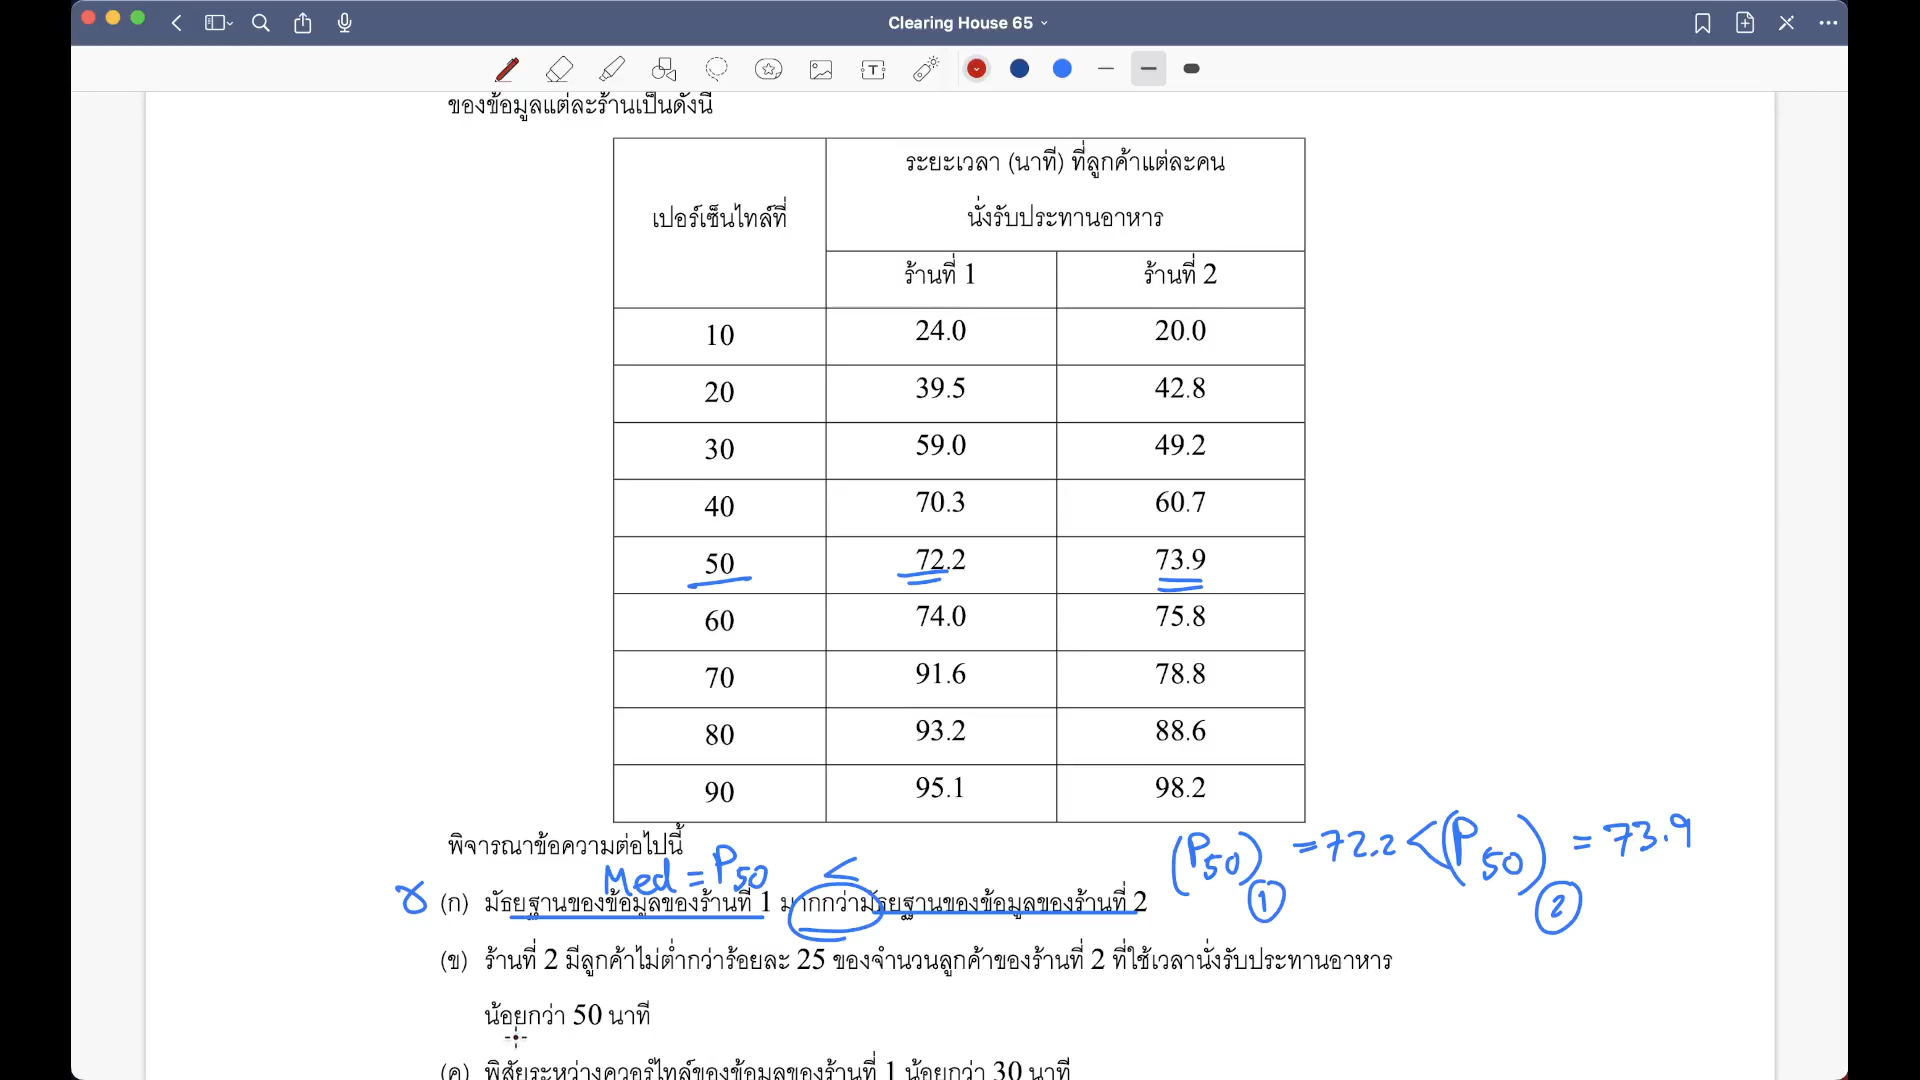 Clearing House 65
ของข้อมูลแต่ละร้านเป็นดังนี้
เปอร์เซ็นไทล์ที่
ระยะเวลา (นาที) ที่ลูกค้าแต่ละคน
นั่งรับประทานอาหาร
ร้านที่ 1 ร้านที่ 2
10 24.0 20.0
20 39.5 42.8
30 59.0 49.2
40 70.3 60.7
50 72.2 73.9
60 74.0 75.8
70 91.6 78.8
80 93.2 88.6
90 95.1 98.2
พิจารณาข้อความต่อไปนี้
Med = P50 <
(P50)① = 72.2 < (P50)② = 73.9
(ก) มัธยฐานของข้อมูลของร้านที่ 1 มากกว่ามัธยฐานของข้อมูลของร้านที่ 2
(ข) ร้านที่ 2 มีลูกค้าไม่ต่ำกว่าร้อยละ 25 ของจำนวนลูกค้าของร้านที่ 2 ที่ใช้เวลานั่งรับประทานอาหาร
น้อยกว่า 50 นาที
(ค) พิสัยระหว่างควอร์ไทล์ของข้อมูลของร้านที่ 1 น้อยกว่า 30 นาที